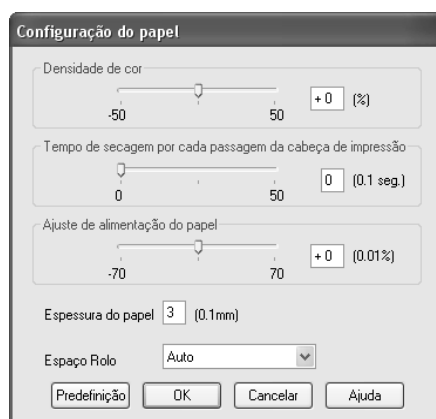 Configuração do papel
Densidade de cor
+0 (%)
-50 50
Tempo de secagem por cada passagem da cabeça de impressão
0 (0.1 seg.)
0 50
Ajuste de alimentação do papel
+0 (0.01%)
-70 70
Espessura do papel 3 (0.1mm)
Espaço Rolo Auto
Predefinição OK Cancelar Ajuda